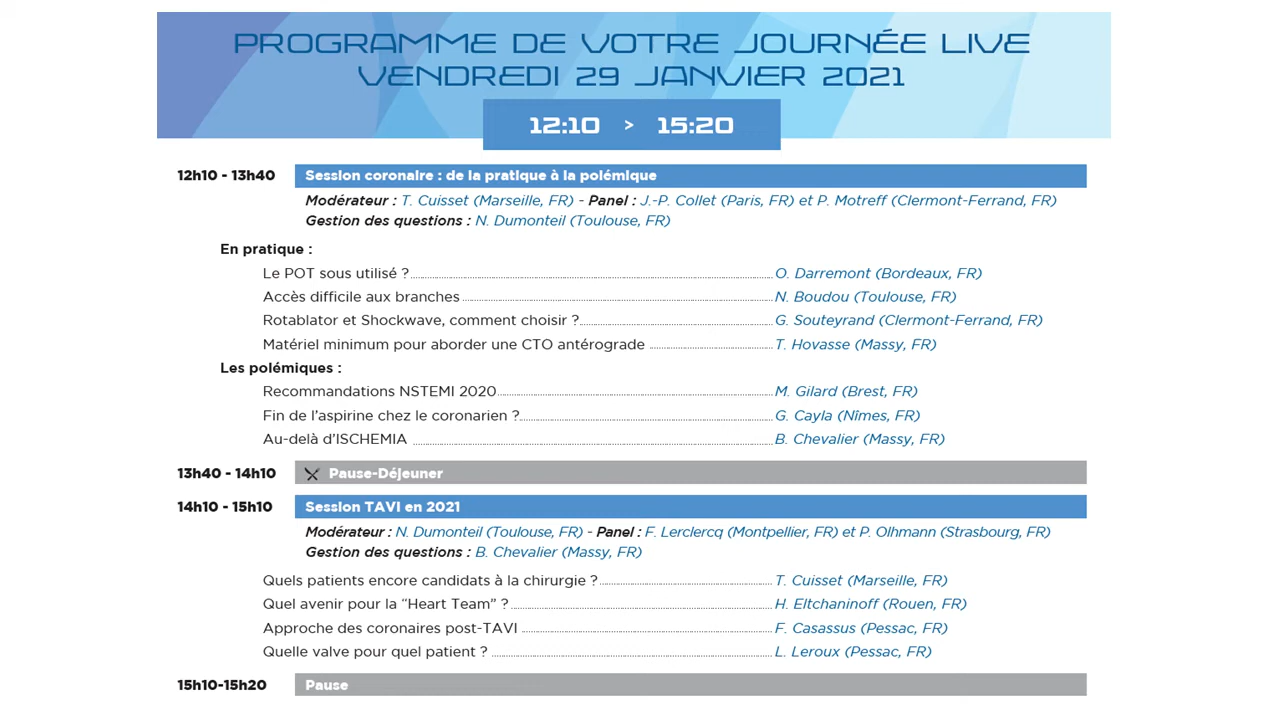 PROGRAMME DE VOTRE JOURNÉE LIVE
VENDREDI 29 JANVIER 2021
12:10 > 15:20
12h10 - 13h40 Session coronaire : de la pratique à la polémique
Modérateur : T. Cuisset (Marseille, FR) - Panel : J.-P. Collet (Paris, FR) et P. Motreff (Clermont-Ferrand, FR)
Gestion des questions : N. Dumonteil (Toulouse, FR)
En pratique :
Le POT sous utilisé ? O. Darremont (Bordeaux, FR)
Accès difficile aux branches N. Boudou (Toulouse, FR)
Rotablator et Shockwave, comment choisir ? G. Souteyrand (Clermont-Ferrand, FR)
Matériel minimum pour aborder une CTO antérograde T. Hovasse (Massy, FR)
Les polémiques :
Recommandations NSTEMI 2020 M. Gilard (Brest, FR)
Fin de l’aspirine chez le coronarien ? G. Cayla (Nîmes, FR)
Au-delà d’ISCHEMIA B. Chevalier (Massy, FR)
13h40 - 14h10 Pause-Déjeuner
14h10 - 15h10 Session TAVI en 2021
Modérateur : N. Dumonteil (Toulouse, FR) - Panel : F. Lerclercq (Montpellier, FR) et P. Olhmann (Strasbourg, FR)
Gestion des questions : B. Chevalier (Massy, FR)
Quels patients encore candidats à la chirurgie ? T. Cuisset (Marseille, FR)
Quel avenir pour la “Heart Team” ? H. Eltchaninoff (Rouen, FR)
Approche des coronaires post-TAVI F. Casassus (Pessac, FR)
Quelle valve pour quel patient ? L. Leroux (Pessac, FR)
15h10-15h20 Pause